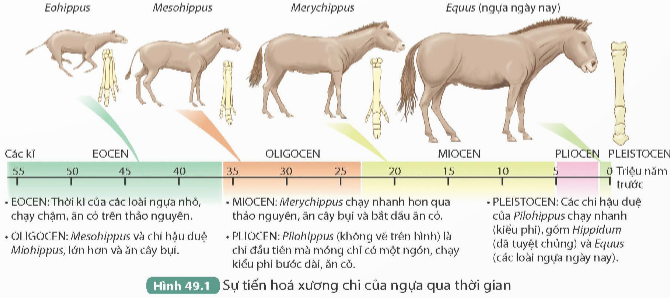 Eohippus
Mesohippus
Merychippus
Equus (ngựa ngày nay)
Các kỉ
EOCEN
OLIGOCEN
MIOCEN
PLIOCEN
PLEISTOCEN
55 50 45 40 35 30 25 20 15 10 5 0 Triệu năm
trước
• EOCEN: Thời kì của các loài ngựa nhỏ,
chạy chậm, ăn cỏ trên thảo nguyên.
• OLIGOCEN: Mesohippus và chi hậu duệ
Miohippus, lớn hơn và ăn cây bụi.
• MIOCEN: Merychippus chạy nhanh hơn qua
thảo nguyên, ăn cây bụi và bắt đầu ăn cỏ.
• PLIOCEN: Pliohippus (không vẽ trên hình) là
chi đầu tiên mà móng chỉ có một ngón, chạy
kiểu phi bước dài, ăn cỏ.
• PLEISTOCEN: Các chi hậu duệ
của Pilohippus chạy nhanh
(kiểu phi), gồm Hippidum
(đã tuyệt chủng) và Equus
(các loài ngựa ngày nay).
Hình 49.1 Sự tiến hoá xương chi của ngựa qua thời gian